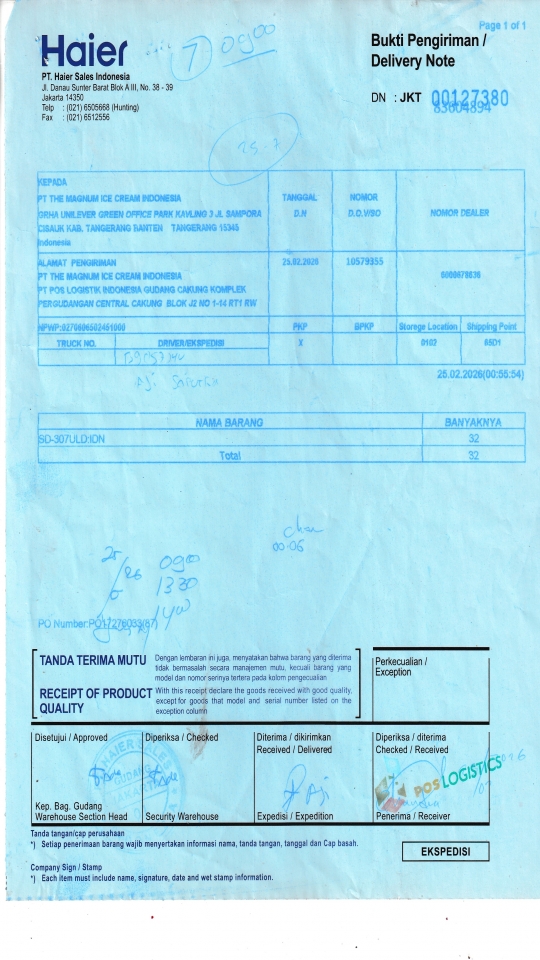 Page 1 of 1
Haier
7 0900
Bukti Pengiriman /
Delivery Note
PT. Haier Sales Indonesia
Jl. Danau Sunter Barat Blok A III, No. 38 - 39
Jakarta 14350
Telp : (021) 6505668 (Hunting)
Fax : (021) 6512556
DN : JKT 00127380
83604894
25-7
KEPADA
PT THE MAGNUM ICE CREAM INDONESIA
GRHA UNILEVER GREEN OFFICE PARK KAVLING 3 JL SAMPORA
CISAUK KAB. TANGERANG BANTEN TANGERANG 15345
Indonesia
TANGGAL
D.N
NOMOR
D.O./SO
NOMOR DEALER
ALAMAT PENGIRIMAN
PT THE MAGNUM ICE CREAM INDONESIA
PT POS LOGISTIK INDONESIA GUDANG CAKUNG KOMPLEK
PERGUDANGAN CENTRAL CAKUNG BLOK J2 NO 1-14 RT1 RW
25.02.2026
10579355
0000679836
NPWP:0270606502451000
PKP
BPKP
Storage Location
Shipping Point
TRUCK NO.
DRIVER/EKSPEDISI
X
0102
65D1
25.02.2026(00:55:54)
NAMA BARANG
BANYAKNYA
SD-307ULD:IDN
32
Total
32
00.06
0900
1330
1400
PO Number:PO17276033(87)
TANDA TERIMA MUTU
Dengan lembaran ini juga, menyatakan bahwa barang yang diterima
tidak bermasalah secara manajemen mutu, kecuali barang yang
model dan nomor serinya tertera pada kolom pengecualian
RECEIPT OF PRODUCT
QUALITY
With this receipt declare the goods received with good quality,
except for goods that model and serial number listed on the
exception column
Perkecualian /
Exception
Disetujui / Approved
Diperiksa / Checked
Diterima / dikirimkan
Received / Delivered
Diperiksa / diterima
Checked / Received
HAIER SALES
GUDANG
POS LOGISTICS
Kep. Bag. Gudang
Warehouse Section Head
Security Warehouse
Expedisi / Expedition
Penerima / Receiver
Tanda tangan/cap perusahaan
*) Setiap penerimaan barang wajib menyertakan informasi nama, tanda tangan, tanggal dan Cap basah.
EKSPEDISI
Company Sign / Stamp
*) Each item must include name, signature, date and wet stamp information.